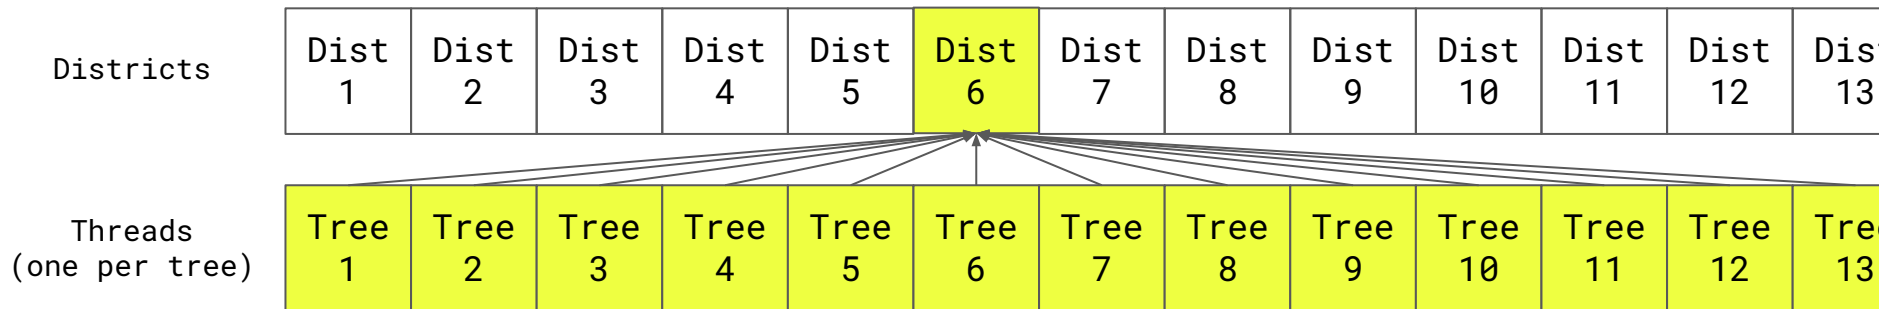 Districts
Dist 1
Dist 2
Dist 3
Dist 4
Dist 5
Dist 6
Dist 7
Dist 8
Dist 9
Dist 10
Dist 11
Dist 12
Dis 13
Threads
(one per tree)
Tree 1
Tree 2
Tree 3
Tree 4
Tree 5
Tree 6
Tree 7
Tree 8
Tree 9
Tree 10
Tree 11
Tree 12
Tre 13